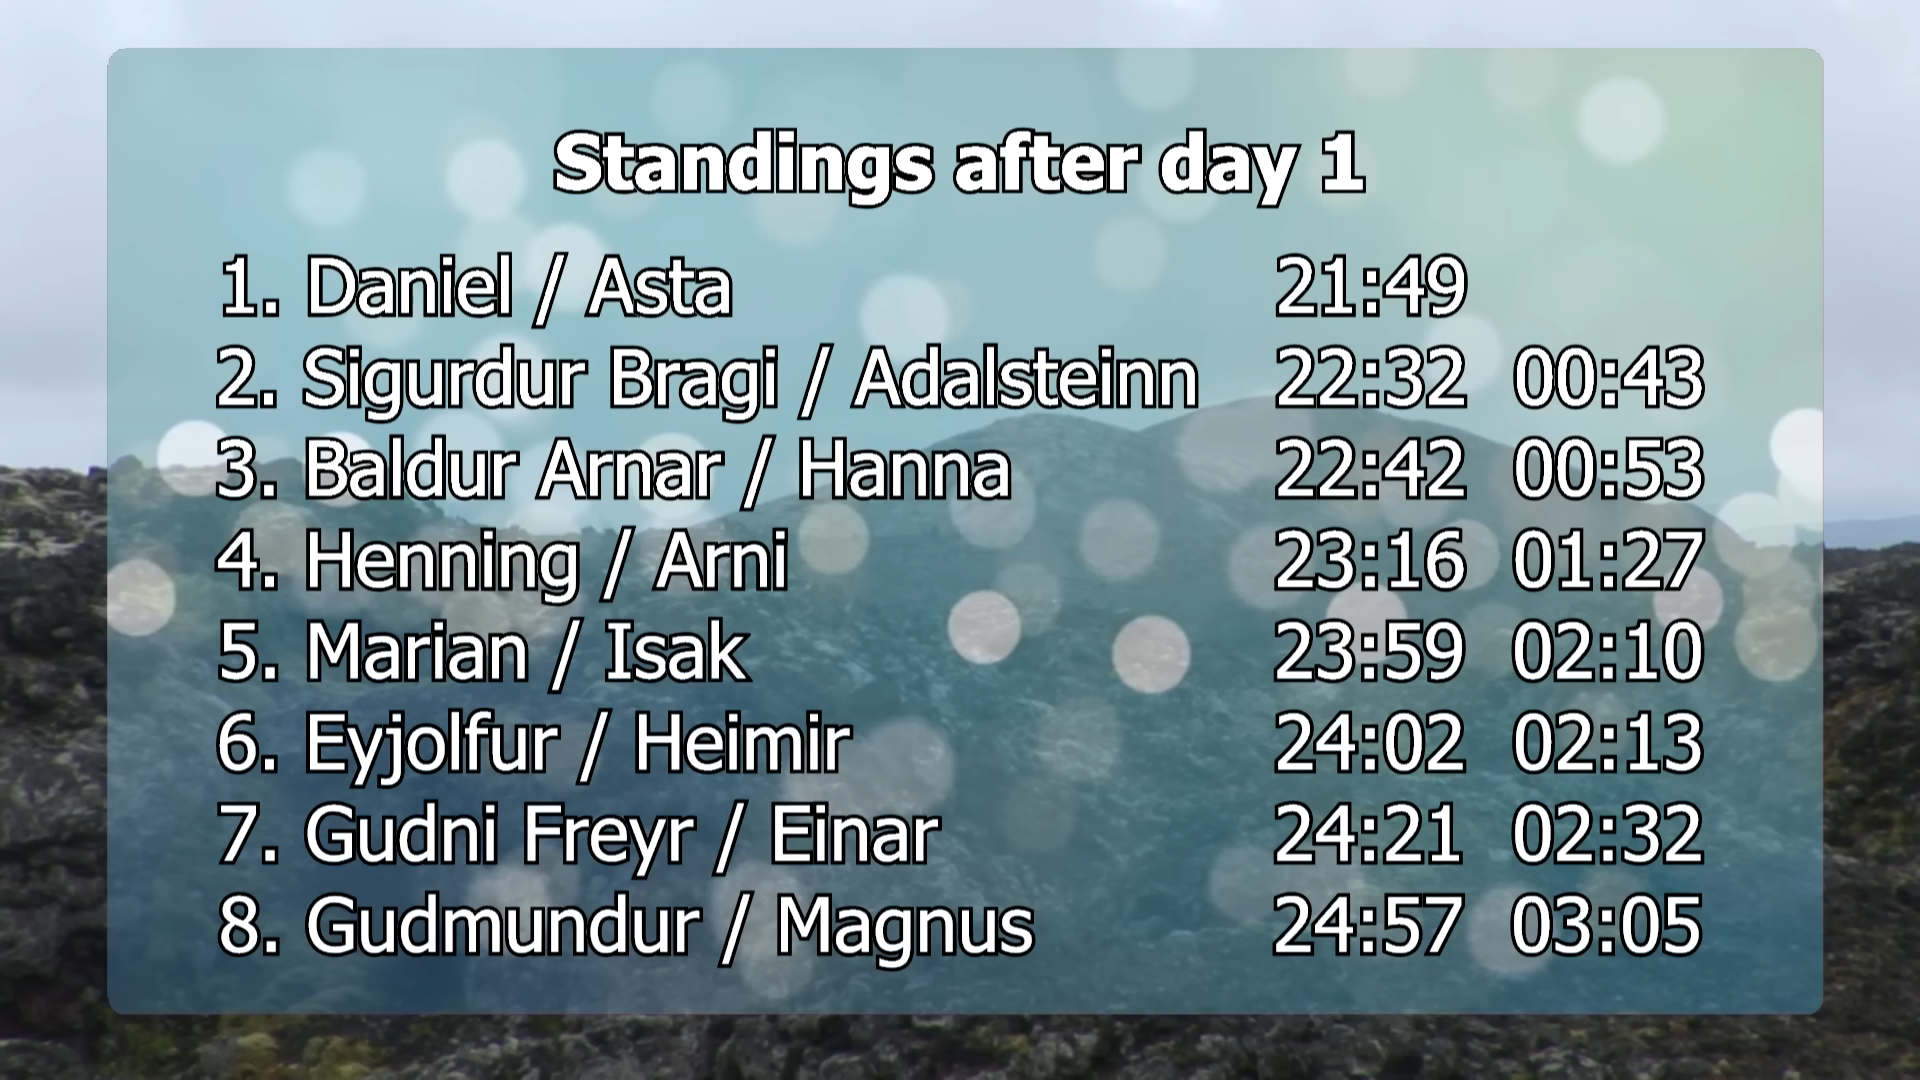 Standings after day 1
1. Daniel / Asta 21:49
2. Sigurdur Bragi / Adalsteinn 22:32 00:43
3. Baldur Arnar / Hanna 22:42 00:53
4. Henning / Arni 23:16 01:27
5. Marian / Isak 23:59 02:10
6. Eyjolfur / Heimir 24:02 02:13
7. Gudni Freyr / Einar 24:21 02:32
8. Gudmundur / Magnus 24:57 03:05